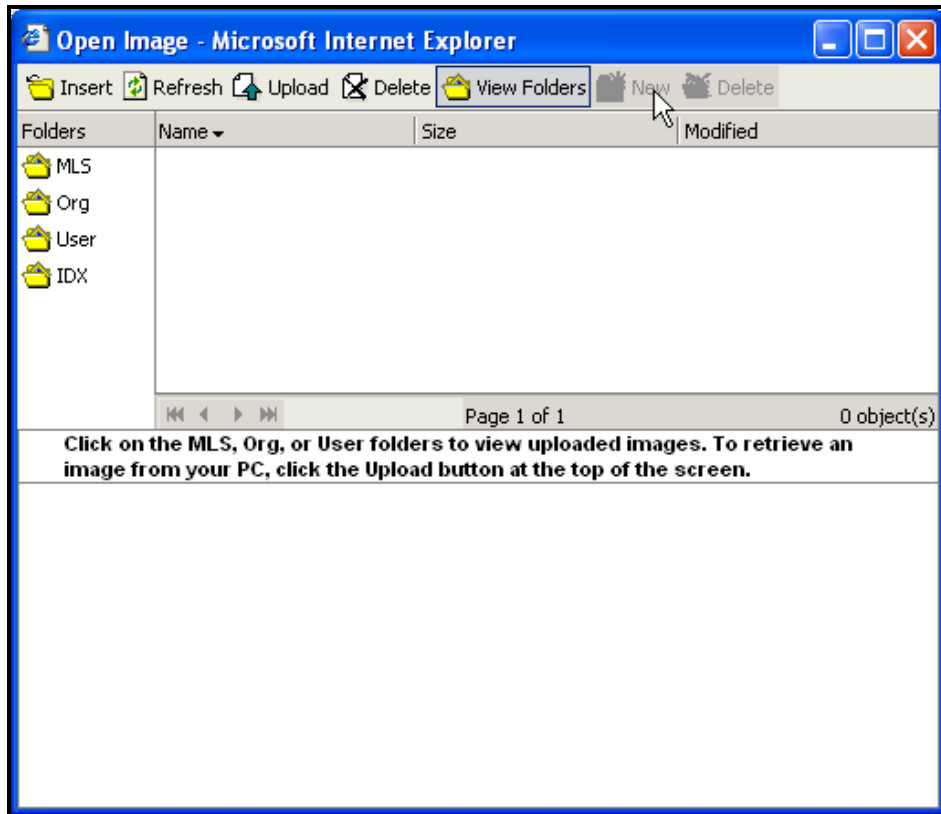 Open Image - Microsoft Internet Explorer
Insert Refresh Upload Delete View Folders New Delete
Folders Name Size Modified
MLS
Org
User
IDX
Page 1 of 1 0 object(s)
Click on the MLS, Org, or User folders to view uploaded images. To retrieve an
image from your PC, click the Upload button at the top of the screen.